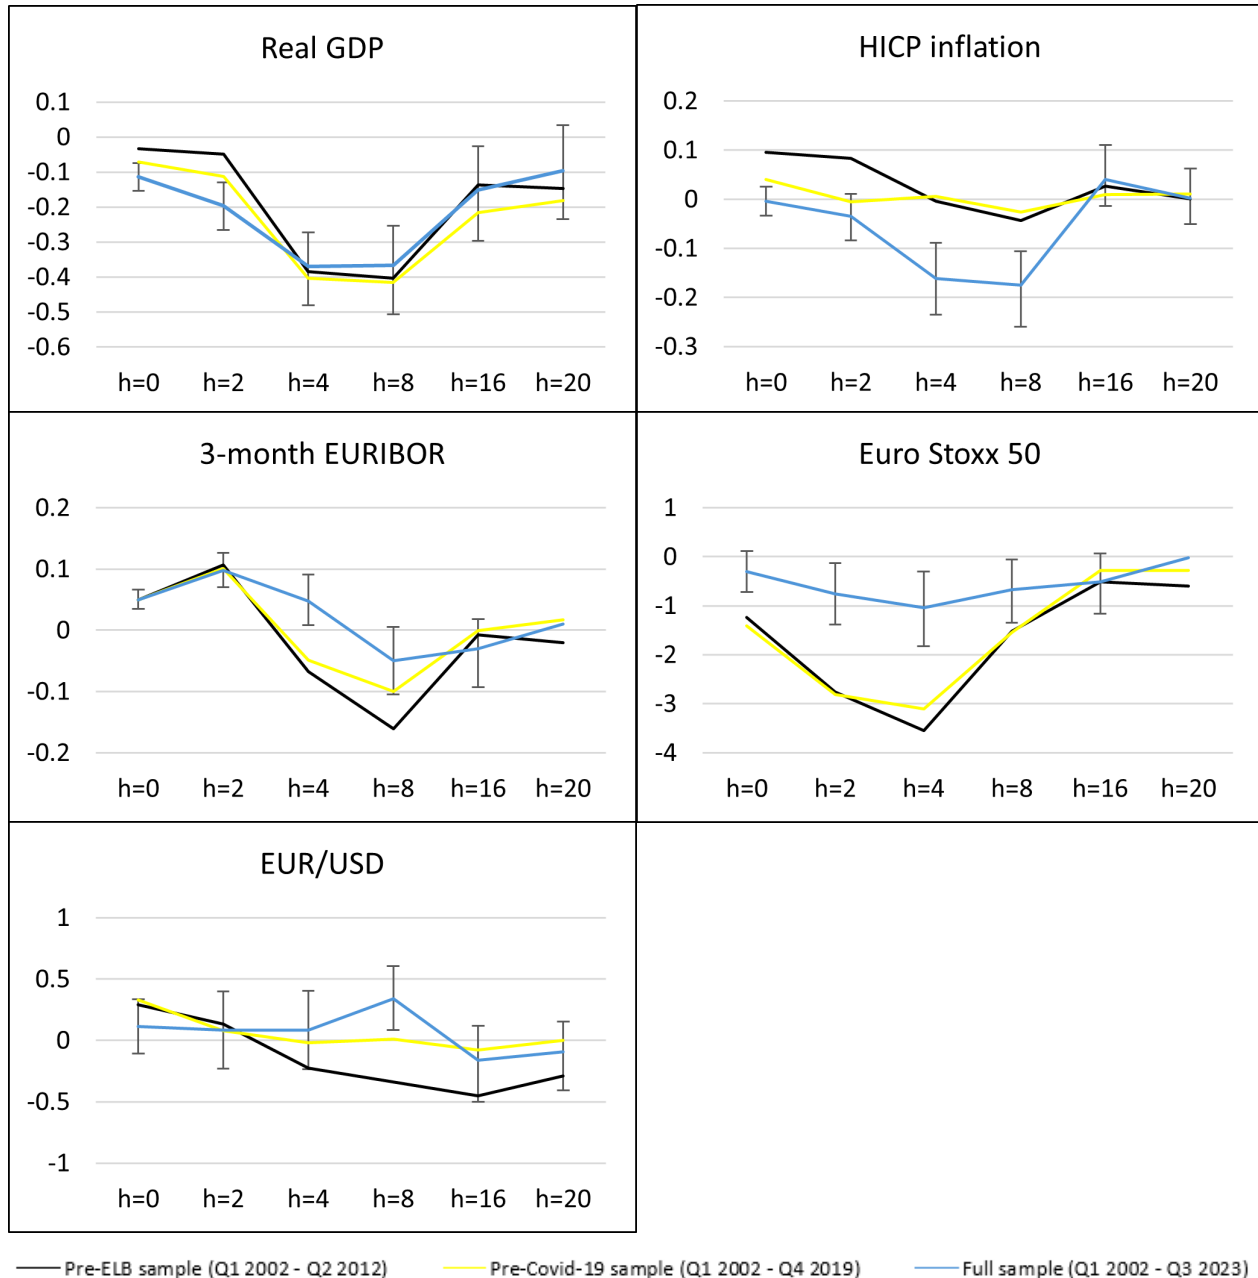 Real GDP
0.1
0
-0.1
-0.2
-0.3
-0.4
-0.5
-0.6
h=0 h=2 h=4 h=8 h=16 h=20
HICP inflation
0.2
0.1
0
-0.1
-0.2
-0.3
h=0 h=2 h=4 h=8 h=16 h=20
3-month EURIBOR
0.2
0.1
0
-0.1
-0.2
h=0 h=2 h=4 h=8 h=16 h=20
Euro Stoxx 50
1
0
-1
-2
-3
-4
h=0 h=2 h=4 h=8 h=16 h=20
EUR/USD
1
0.5
0
-0.5
-1
h=0 h=2 h=4 h=8 h=16 h=20
Pre-ELB sample (Q1 2002 - Q2 2012) Pre-Covid-19 sample (Q1 2002 - Q4 2019) Full sample (Q1 2002 - Q3 2023)